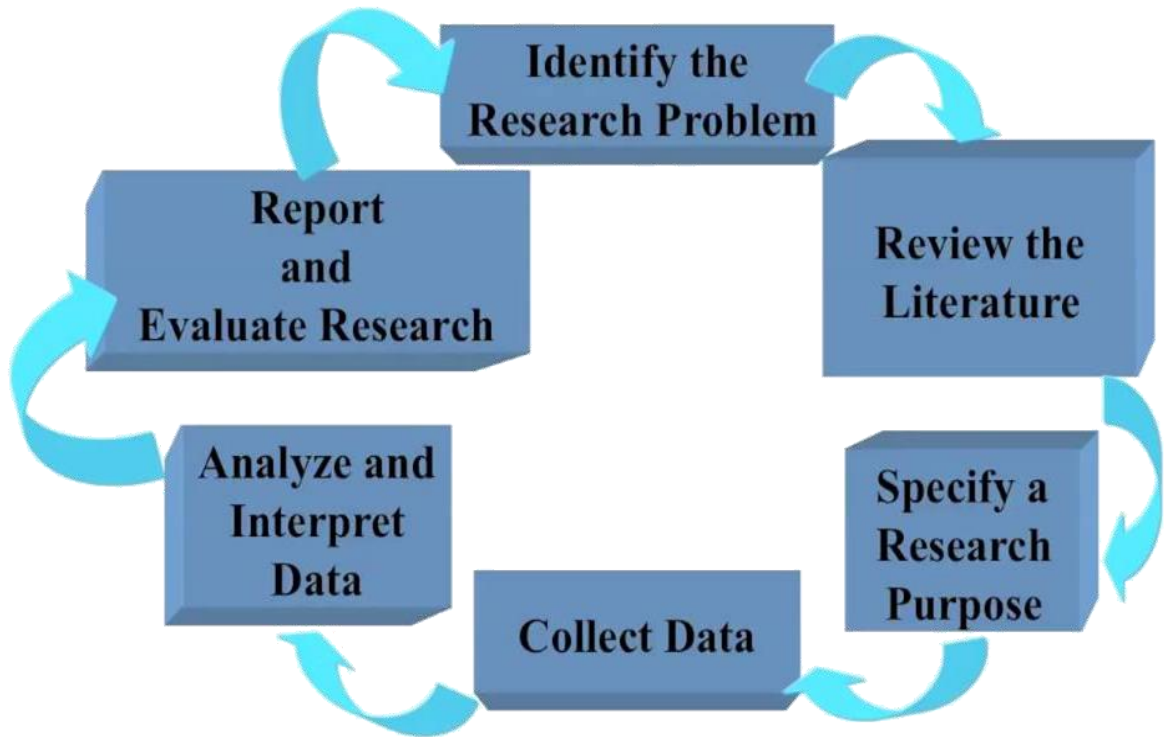 Identify the
Research Problem
Review the
Literature
Specify a
Research
Purpose
Collect Data
Analyze and
Interpret
Data
Report
and
Evaluate Research